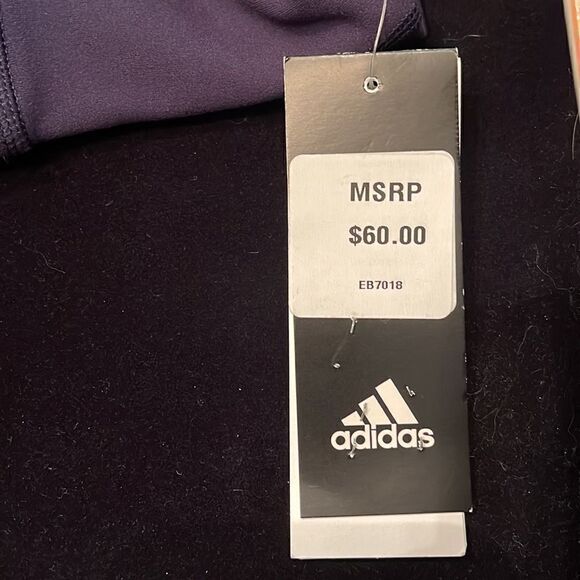 MSRP
$60.00
EB7018
adidas